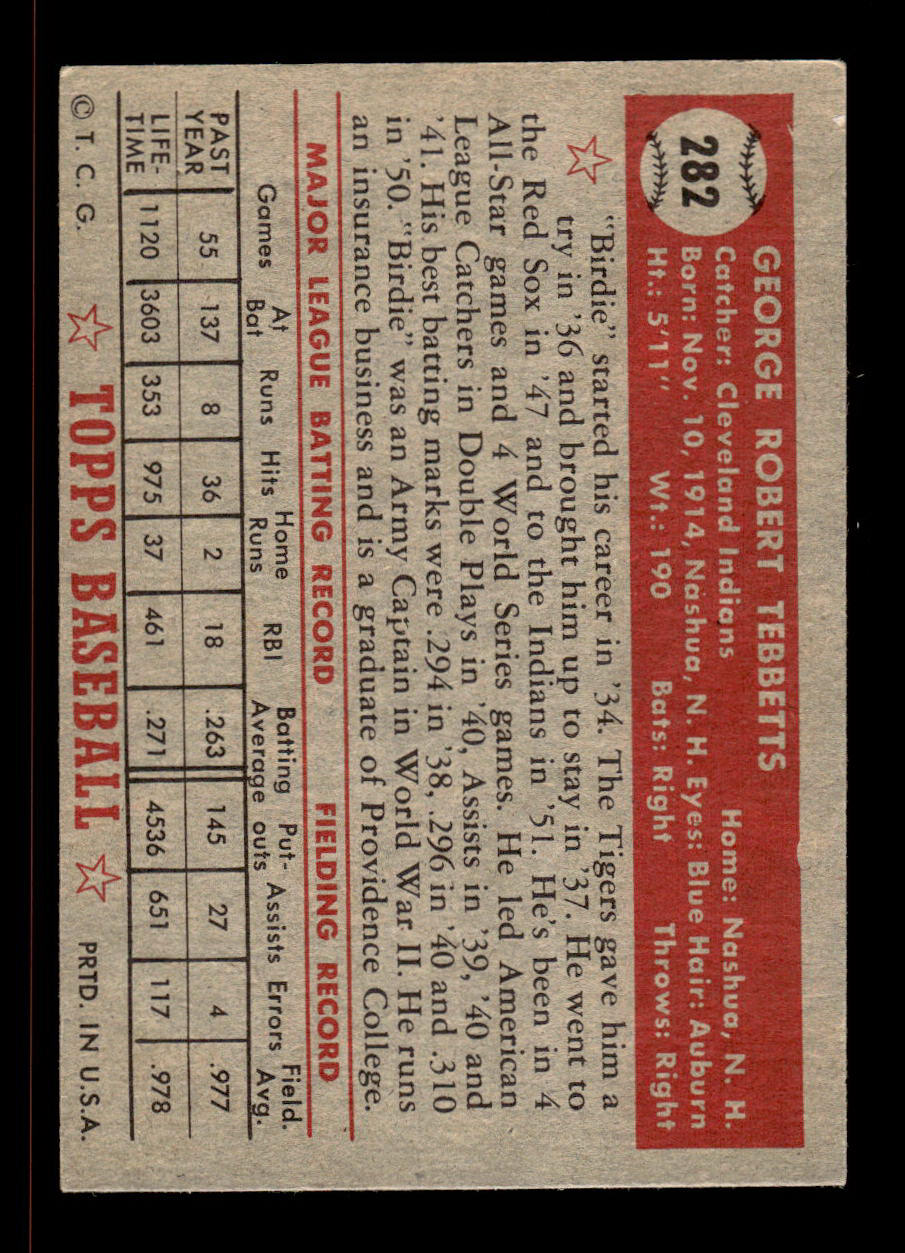 282
GEORGE ROBERT TEBBETTS
Catcher: Cleveland Indians Home: Nashua, N. H.
Born: Nov. 10, 1914, Nashua, N. H. Eyes: Blue Hair: Auburn
Ht.: 5'11" Wt.: 190 Bats: Right Throws: Right
"Birdie" started his career in '34. The Tigers gave him a
try in '36 and brought him up to stay in '37. He went to
the Red Sox in '47 and to the Indians in '51. He's been in 4
All-Star games and 4 World Series games. He led American
League Catchers in Double Plays in '40, Assists in '39, '40 and
'41. His best batting marks were .294 in '38, .296 in '40 and .310
in '50. "Birdie" was an Army Captain in World War II. He runs
an insurance business and is a graduate of Providence College.
MAJOR LEAGUE BATTING RECORD FIELDING RECORD
Games At Bat Runs Hits Home Runs RBI Batting Average Put-outs Assists Errors Field. Avg.
PAST YEAR 55 137 8 36 2 18 .263 145 27 4 .977
LIFE-TIME 1120 3603 353 975 37 461 .271 4536 651 117 .978
© T. C. G. TOPPS BASEBALL PRTD. IN U.S.A.